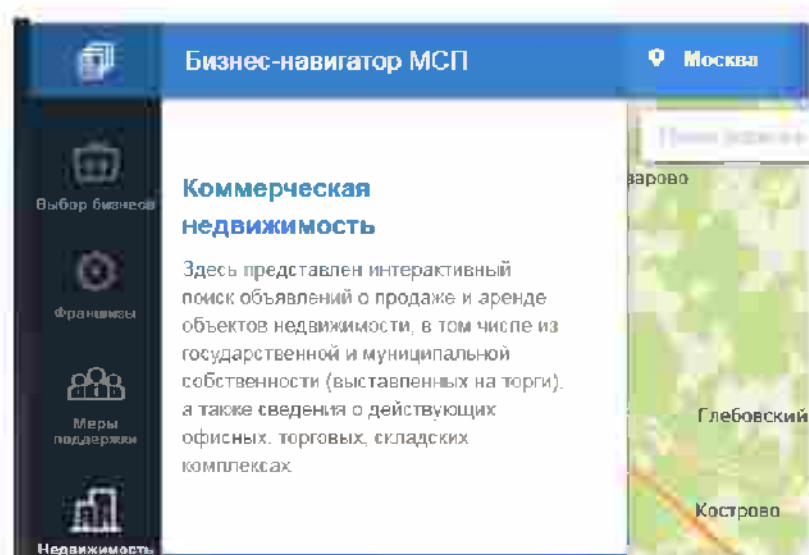 Бизнес-навигатор МСП
Москва
Выбор бизнеса
Франшизы
Меры
поддержки
Недвижимость
Коммерческая
недвижимость
Здесь представлен интерактивный
поиск объявлений о продаже и аренде
объектов недвижимости, в том числе из
государственной и муниципальной
собственности (выставленных на торги),
а также сведения о действующих
офисных, торговых, складских
комплексах
зарово
Глебовский
Костровo